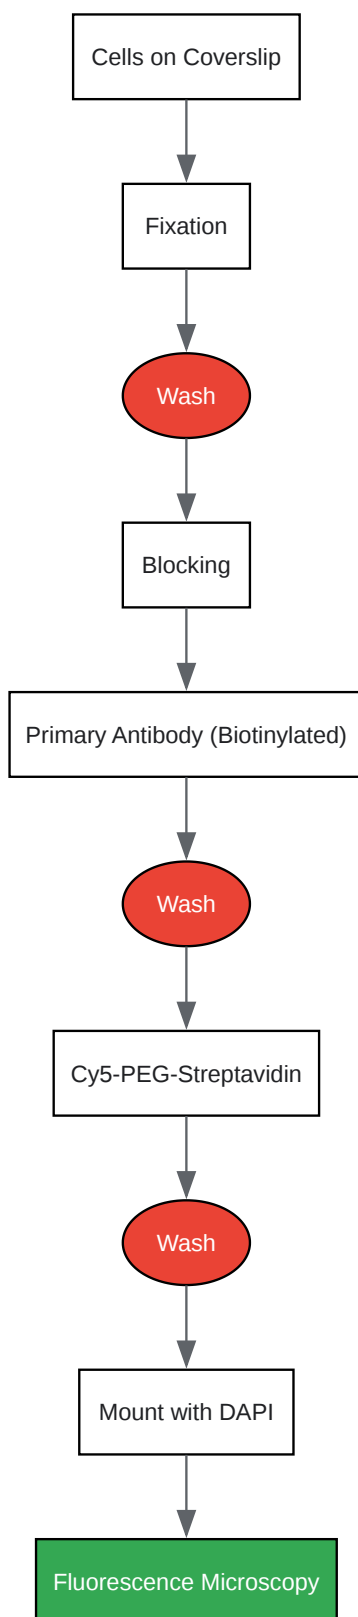 Cells on Coverslip
Fixation
Wash
Blocking
Primary Antibody (Biotinylated)
Wash
Cy5-PEG-Streptavidin
Wash
Mount with DAPI
Fluorescence Microscopy